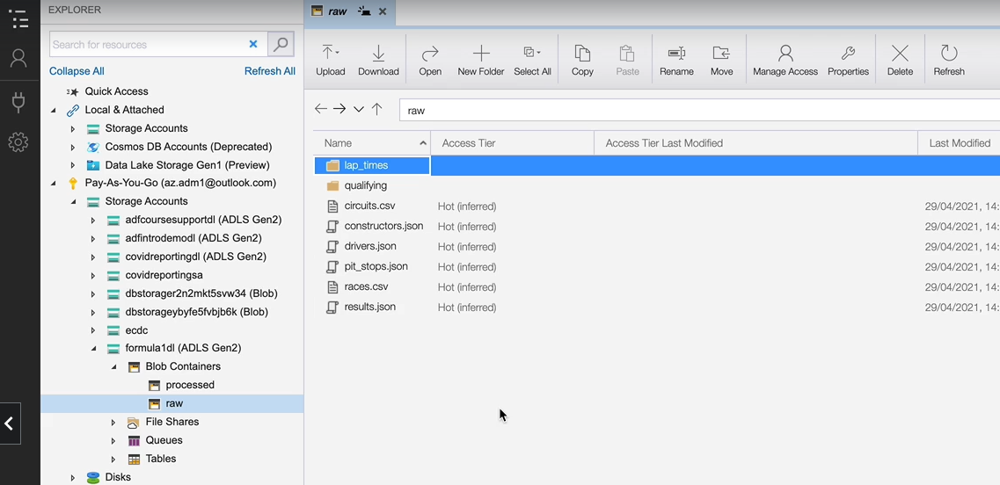 EXPLORER
Search for resources
Collapse All Refresh All
Quick Access
Local & Attached
Storage Accounts
Cosmos DB Accounts (Deprecated)
Data Lake Storage Gen1 (Preview)
Pay-As-You-Go (az.adm1@outlook.com)
Storage Accounts
adfcoursesupportdl (ADLS Gen2)
adfintrodemodl (ADLS Gen2)
covidreportingdl (ADLS Gen2)
covidreportingsa
dbstorager2n2mkt5svw34 (Blob)
dbstorageybyfe5fvbjb6k (Blob)
ecdc
formula1dl (ADLS Gen2)
Blob Containers
processed
raw
File Shares
Queues
Tables
Disks
raw
Upload Download Open New Folder Select All Copy Paste Rename Move Manage Access Properties Delete Refresh
raw
Name Access Tier Access Tier Last Modified Last Modified
lap_times
qualifying
circuits.csv Hot (inferred) 29/04/2021, 14:
constructors.json Hot (inferred) 29/04/2021, 14:
drivers.json Hot (inferred) 29/04/2021, 14:
pit_stops.json Hot (inferred) 29/04/2021, 14:
races.csv Hot (inferred) 29/04/2021, 14:
results.json Hot (inferred) 29/04/2021, 14: